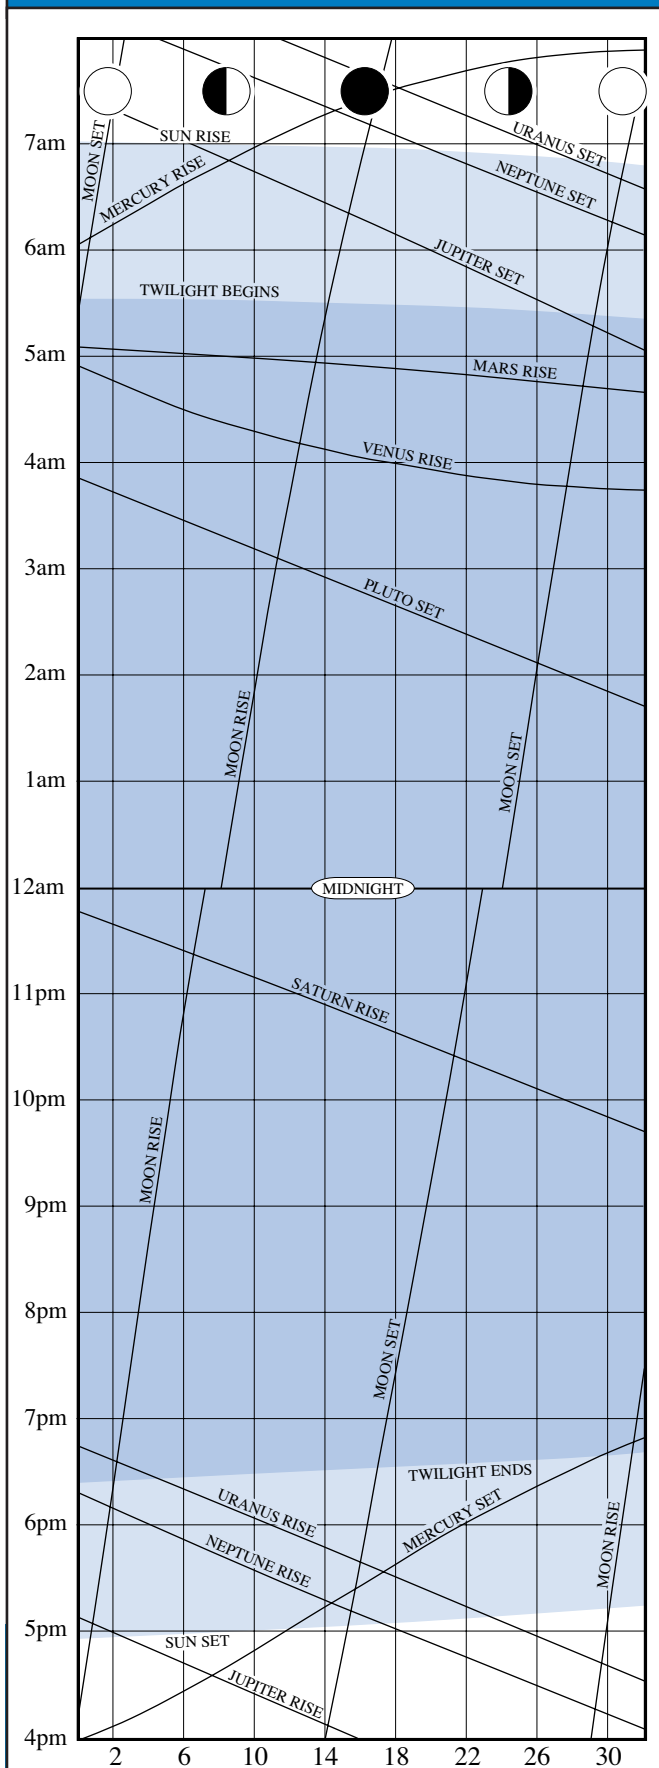 7am
6am
5am
4am
3am
2am
1am
12am
11pm
10pm
9pm
8pm
7pm
6pm
5pm
4pm
MOON SET
SUN RISE
MERCURY RISE
URANUS SET
NEPTUNE SET
JUPITER SET
TWILIGHT BEGINS
MARS RISE
VENUS RISE
PLUTO SET
MOON RISE
MOON SET
MIDNIGHT
SATURN RISE
MOON RISE
MOON SET
TWILIGHT ENDS
URANUS RISE
MERCURY SET
NEPTUNE RISE
MOON RISE
SUN SET
JUPITER RISE
2 6 10 14 18 22 26 30